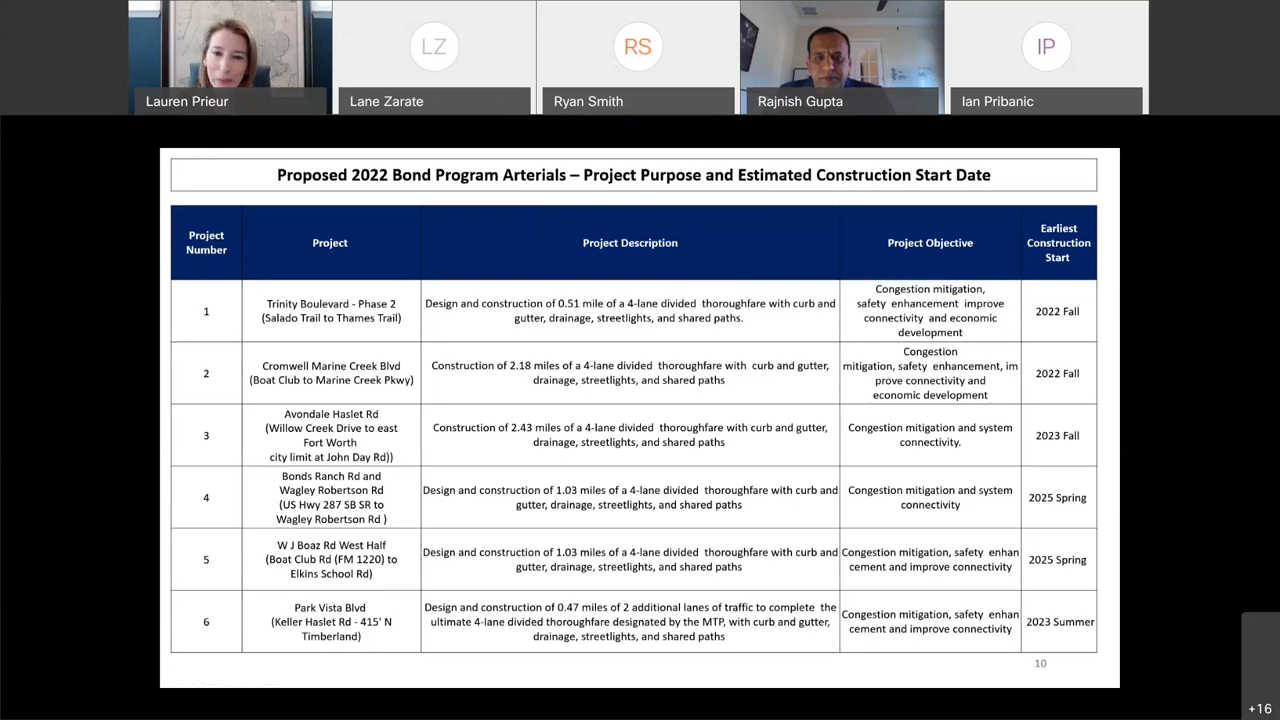 LZ
RS
IP
Lauren Prieur
Lane Zarate
Ryan Smith
Rajnish Gupta
Ian Pribanic
Proposed 2022 Bond Program Arterials – Project Purpose and Estimated Construction Start Date
Project
Number
Project
Project Description
Project Objective
Earliest
Construction
Start
1
Trinity Boulevard - Phase 2
(Salado Trail to Thames Trail)
Design and construction of 0.51 mile of a 4-lane divided thoroughfare with curb and
gutter, drainage, streetlights, and shared paths.
Congestion mitigation,
safety enhancement improve
connectivity and economic
development
2022 Fall
2
Cromwell Marine Creek Blvd
(Boat Club to Marine Creek Pkwy)
Construction of 2.18 miles of a 4-lane divided thoroughfare with curb and gutter,
drainage, streetlights, and shared paths
Congestion
mitigation, safety enhancement, im
prove connectivity and
economic development
2022 Fall
3
Avondale Haslet Rd
(Willow Creek Drive to east
Fort Worth
city limit at John Day Rd))
Construction of 2.43 miles of a 4-lane divided thoroughfare with curb and gutter,
drainage, streetlights, and shared paths
Congestion mitigation and system
connectivity.
2023 Fall
4
Bonds Ranch Rd and
Wagley Robertson Rd
(US Hwy 287 SB SR to
Wagley Robertson Rd )
Design and construction of 1.03 miles of a 4-lane divided thoroughfare with curb and
gutter, drainage, streetlights, and shared paths
Congestion mitigation and system
connectivity
2025 Spring
5
W J Boaz Rd West Half
(Boat Club Rd (FM 1220) to
Elkins School Rd)
Design and construction of 1.03 miles of a 4-lane divided thoroughfare with curb and
gutter, drainage, streetlights, and shared paths
Congestion mitigation, safety enhan
cement and improve connectivity
2025 Spring
6
Park Vista Blvd
(Keller Haslet Rd - 415' N
Timberland)
Design and construction of 0.47 miles of 2 additional lanes of traffic to complete the
ultimate 4-lane divided thoroughfare designated by the MTP, with curb and gutter,
drainage, streetlights, and shared paths
Congestion mitigation, safety enhan
cement and improve connectivity
2023 Summer
10
+16